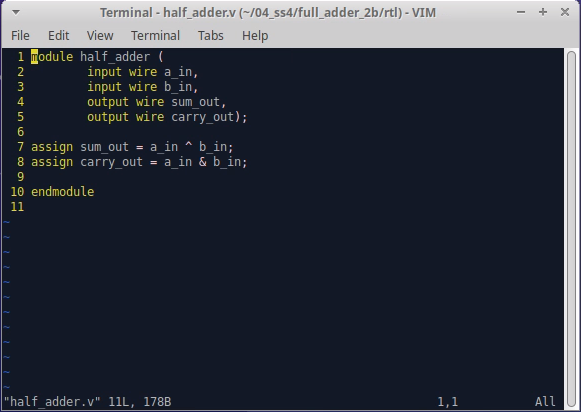 Terminal - half_adder.v (~/04_ss4/full_adder_2b/rtl) - VIM
File Edit View Terminal Tabs Help
1 module half_adder (
2         input wire a_in,
3         input wire b_in,
4         output wire sum_out,
5         output wire carry_out);
6
7 assign sum_out = a_in ^ b_in;
8 assign carry_out = a_in & b_in;
9
10 endmodule
11
~
~
~
~
~
~
~
~
~
~
~
~
"half_adder.v" 11L, 178B 1,1 All